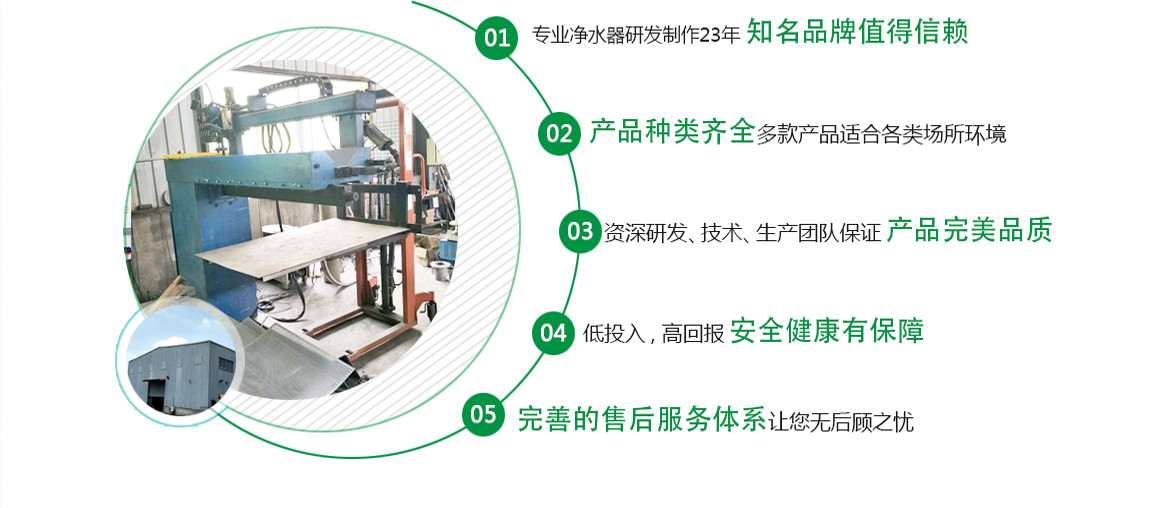 01 专业净水器研发制作23年 知名品牌值得信赖
02 产品种类齐全多款产品适合各类场所环境
03 资深研发、技术、生产团队保证 产品完美品质
04 低投入，高回报 安全健康有保障
05 完善的售后服务体系让您无后顾之忧